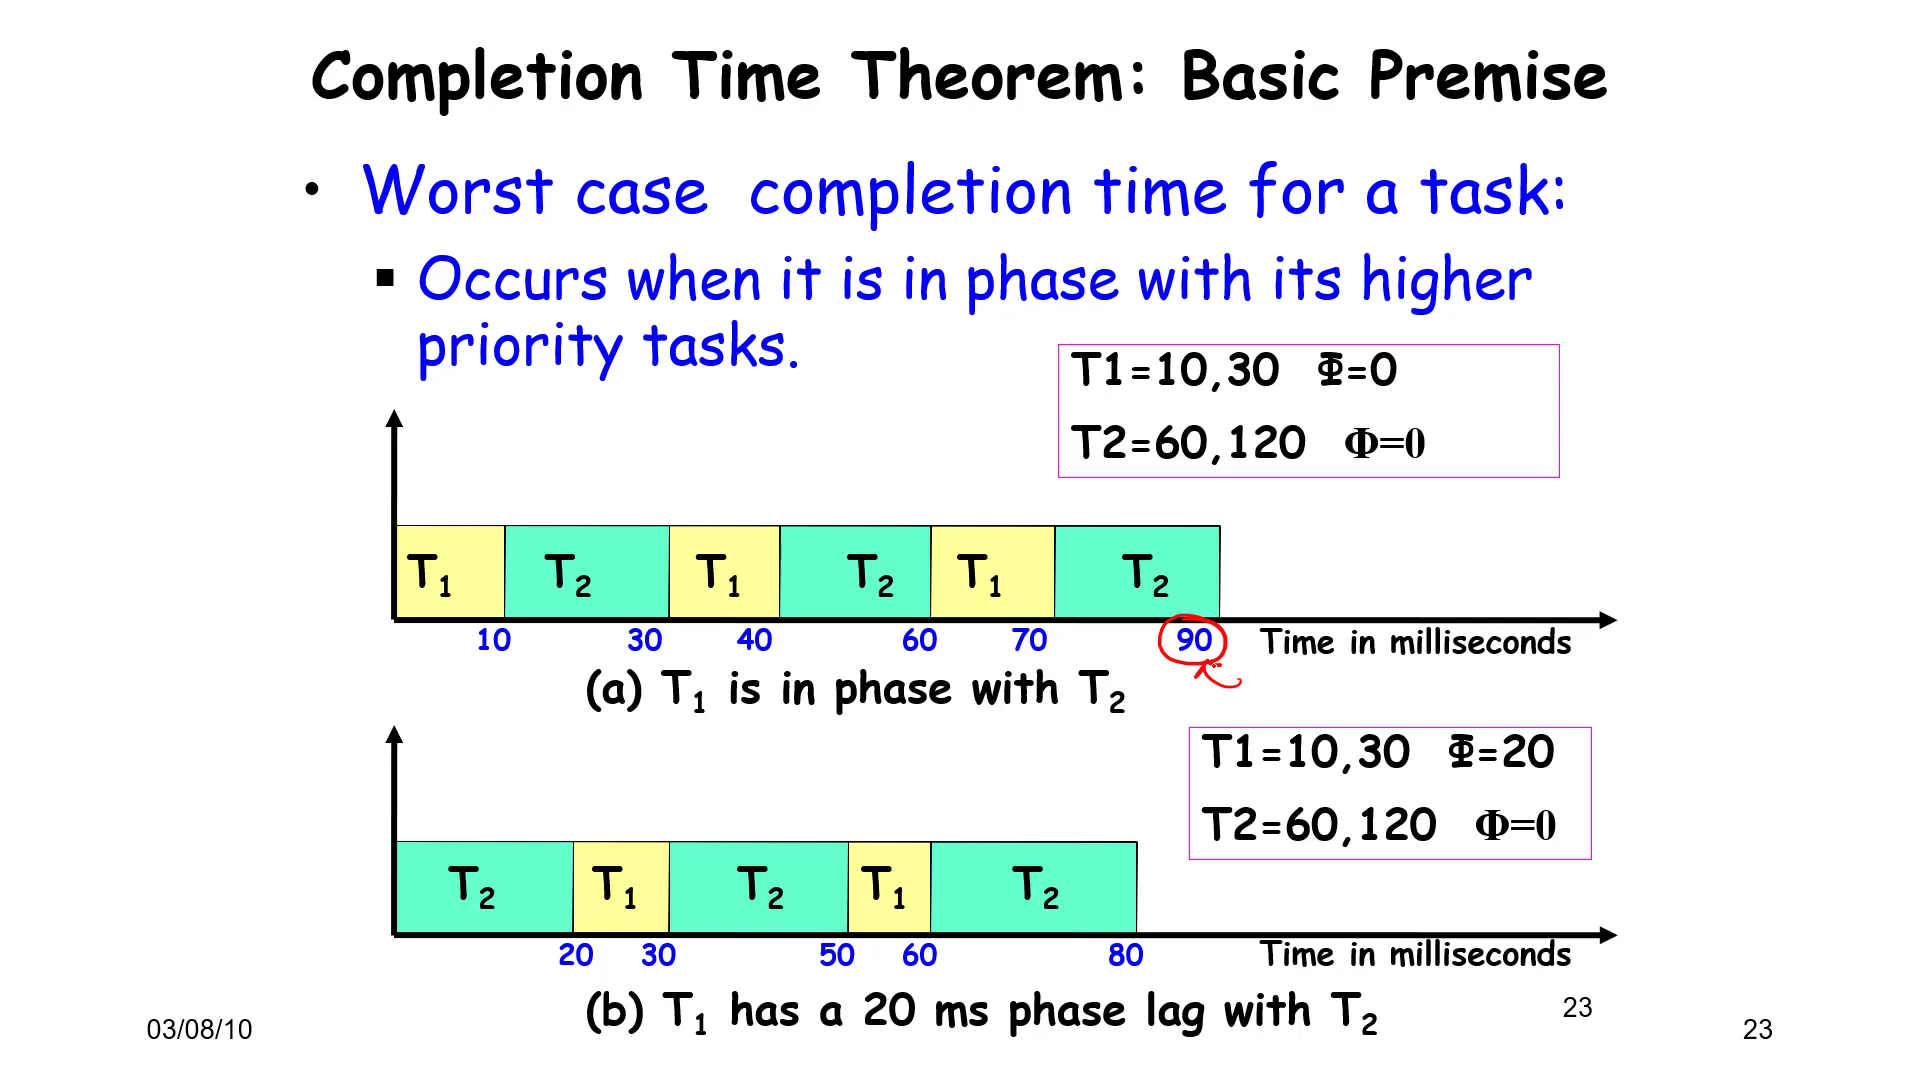 Completion Time Theorem: Basic Premise
• Worst case completion time for a task:
▪ Occurs when it is in phase with its higher
priority tasks.
T1=10,30 Φ=0
T2=60,120 Φ=0
T1 T2 T1 T2 T1 T2
10 30 40 60 70 90 Time in milliseconds
(a) T1 is in phase with T2
T1=10,30 Φ=20
T2=60,120 Φ=0
T2 T1 T2 T1 T2
20 30 50 60 80 Time in milliseconds
(b) T1 has a 20 ms phase lag with T2
23
03/08/10
23